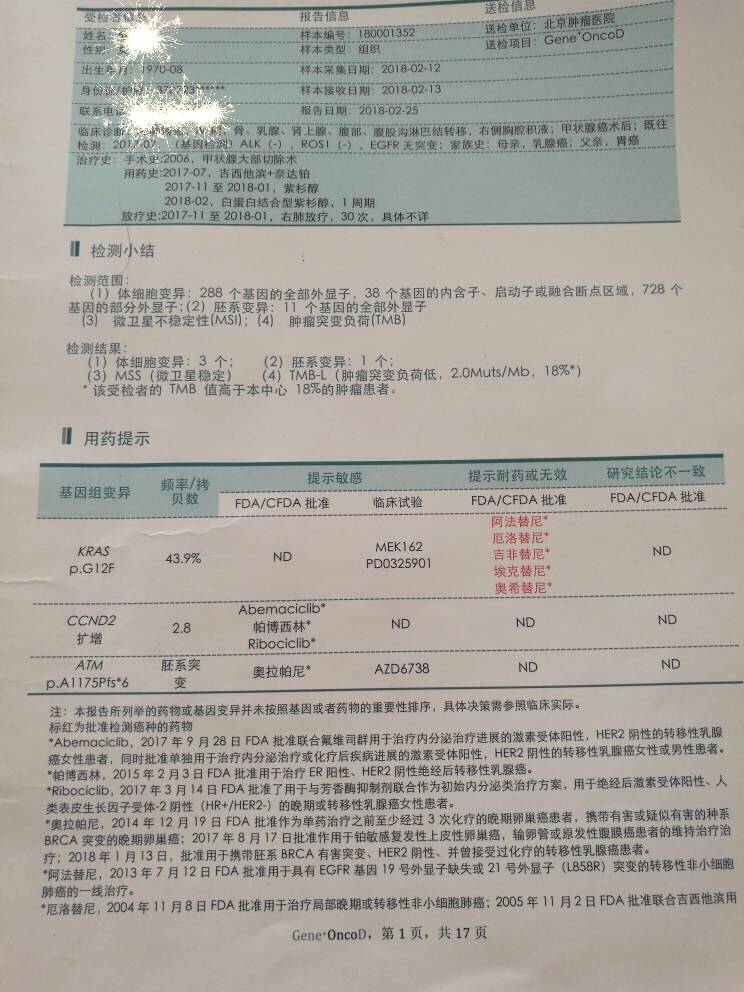 受检者信息 报告信息 送检信息
姓名: 样本编号: 180001352 送检单位: 北京肿瘤医院
性别: 样本类型: 组织 送检项目: Gene⁺OncoD
出生年月: 1970-08 样本采集日期: 2018-02-12
身份证/护照: 样本接收日期: 2018-02-13
联系电话 报告日期: 2018-02-25
临床诊断: 骨、乳腺、肾上腺、腹部、腹股沟淋巴结转移, 右侧胸腔积液; 甲状腺癌术后; 既往
检测: 2017-07, (基因检测) ALK (-) , ROS1 (-) , EGFR 无突变; 家族史: 母亲, 乳腺癌; 父亲, 胃癌
治疗史: 手术史:2006, 甲状腺大部切除术
用药史:2017-07, 吉西他滨+奈达铂
2017-11 至 2018-01, 紫杉醇
2018-02, 白蛋白结合型紫杉醇, 1 周期
放疗史:2017-11 至 2018-01, 右肺放疗, 30 次, 具体不详
检测小结
检测范围:
(1) 体细胞变异: 288 个基因的全部外显子, 38 个基因的内含子、启动子或融合断点区域, 728 个
基因的部分外显子; (2) 胚系变异: 11 个基因的全部外显子
(3) 微卫星不稳定性(MSI); (4) 肿瘤突变负荷(TMB)
检测结果:
(1) 体细胞变异: 3 个; (2) 胚系变异: 1 个;
(3) MSS (微卫星稳定) (4) TMB-L (肿瘤突变负荷低, 2.0Muts/Mb, 18%*)
* 该受检者的 TMB 值高于本中心 18%的肿瘤患者。
用药提示
基因组变异 频率/拷贝数 提示敏感 提示耐药或无效 研究结论不一致
FDA/CFDA 批准 临床试验 FDA/CFDA 批准 FDA/CFDA 批准
KRAS p.G12F 43.9% ND MEK162 PD0325901 阿法替尼* 厄洛替尼* 吉非替尼* 埃克替尼* 奥希替尼* ND
CCND2 扩增 2.8 Abemaciclib* 帕博西林* Ribociclib* ND ND ND
ATM p.A1175Pfs*6 胚系突变 奥拉帕尼* AZD6738 ND ND
注: 本报告所列举的药物或基因变异并未按照基因或者药物的重要性排序, 具体决策需参照临床实际。
标红为批准检测癌种的药物
*Abemaciclib, 2017 年 9 月 28 日 FDA 批准联合氟维司群用于治疗内分泌治疗进展的激素受体阳性, HER2 阴性的转移性乳腺
癌女性患者, 同时批准单独用于治疗内分泌治疗或化疗后疾病进展的激素受体阳性, HER2 阴性的转移性乳腺癌女性或男性患者。
*帕博西林, 2015 年 2 月 3 日 FDA 批准用于治疗 ER 阳性、HER2 阴性绝经后转移性乳腺癌。
*Ribociclib, 2017 年 3 月 14 日 FDA 批准了用于与芳香酶抑制剂联合作为初始内分泌类治疗方案, 用于绝经后激素受体阳性、人
类表皮生长因子受体-2 阴性 (HR+/HER2-) 的晚期或转移性乳腺癌女性患者。
*奥拉帕尼, 2014 年 12 月 19 日 FDA 批准作为单药治疗之前至少经过 3 次化疗的晚期卵巢癌患者, 携带有害或疑似有害的种系
BRCA 突变的晚期卵巢癌; 2017 年 8 月 17 日批准作用于铂敏感复发性上皮性卵巢癌, 输卵管或原发性腹膜癌患者的维持治疗治
疗; 2018 年 1 月 13 日, 批准用于携带胚系 BRCA 有害突变、HER2 阴性、并曾接受过化疗的转移性乳腺癌患者。
*阿法替尼, 2013 年 7 月 12 日 FDA 批准用于具有 EGFR 基因 19 号外显子缺失或 21 号外显子 (L858R) 突变的转移性非小细胞
肺癌的一线治疗。
*厄洛替尼, 2004 年 11 月 8 日 FDA 批准用于治疗局部晚期或转移性非小细胞肺癌; 2005 年 11 月 2 日 FDA 批准联合吉西他滨用
Gene⁺OncoD, 第 1 页, 共 17 页